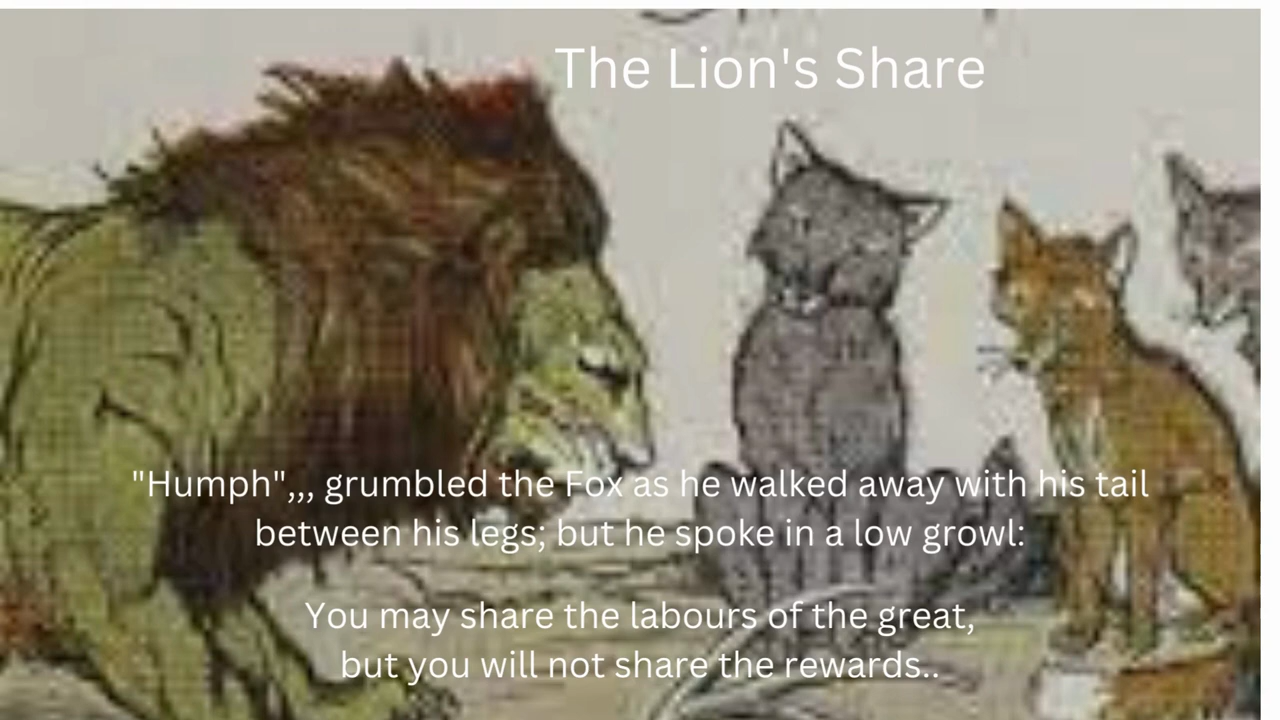 The Lion's Share
"Humph",,, grumbled the Fox as he walked away with his tail
between his legs; but he spoke in a low growl:
You may share the labours of the great,
but you will not share the rewards..